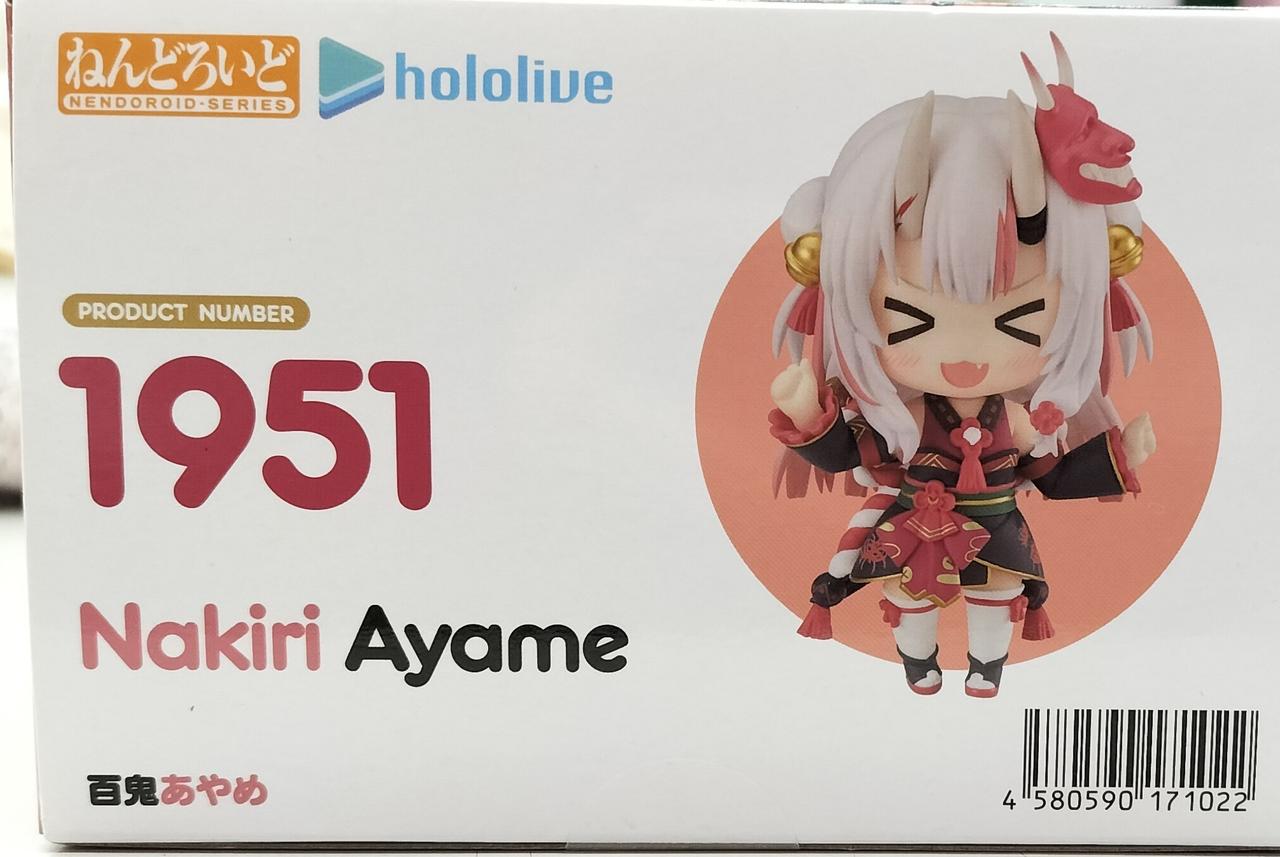 ねんどろいど
NENDOROID・SERIES
hololive
PRODUCT NUMBER
1951
Nakiri Ayame
百鬼あやめ
4 580590 171022